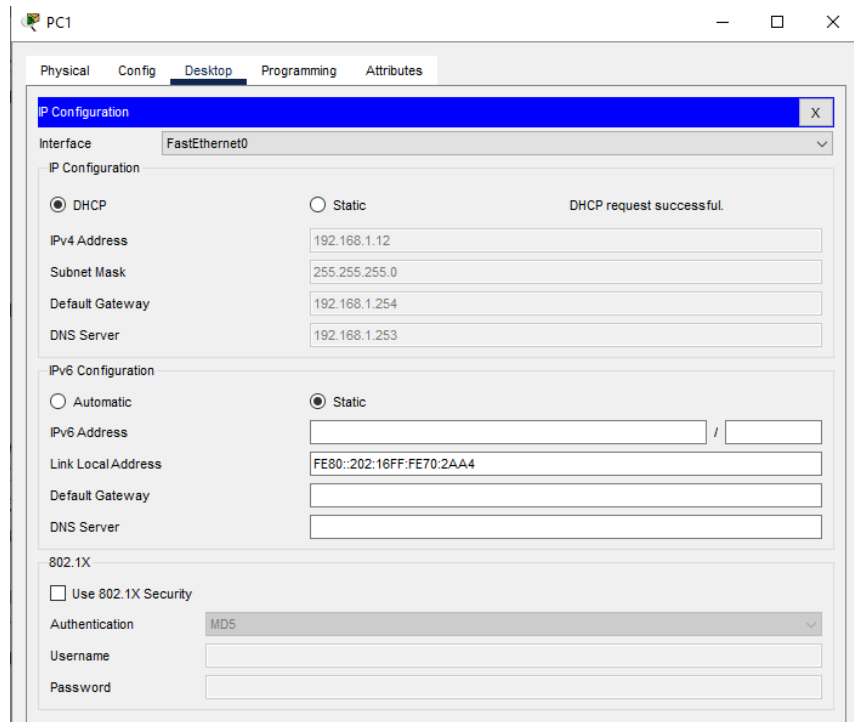 PC1
Physical Config Desktop Programming Attributes
IP Configuration X
Interface FastEthernet0
IP Configuration
DHCP Static DHCP request successful.
IPv4 Address 192.168.1.12
Subnet Mask 255.255.255.0
Default Gateway 192.168.1.254
DNS Server 192.168.1.253
IPv6 Configuration
Automatic Static
IPv6 Address /
Link Local Address FE80::202:16FF:FE70:2AA4
Default Gateway
DNS Server
802.1X
Use 802.1X Security
Authentication MD5
Username
Password